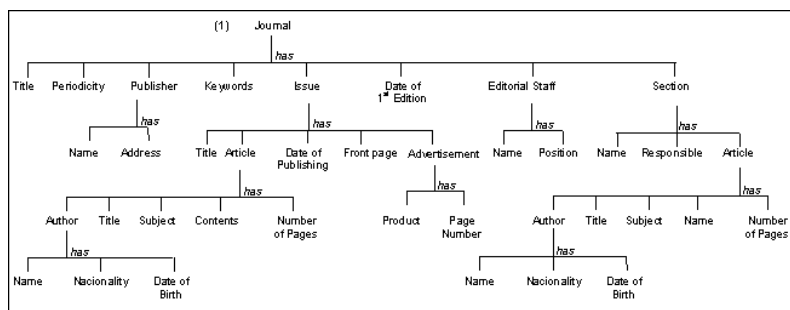 (1) Journal
has
Title Periodicity Publisher Keywords Issue Date of 1st Edition Editorial Staff Section
has has has has
Name Address Title Article Date of Publishing Front page Advertisement Name Position Name Responsible Article
has has has
Author Title Subject Contents Number of Pages Product Page Number Author Title Subject Name Number of Pages
has has
Name Nacionality Date of Birth Name Nacionality Date of Birth